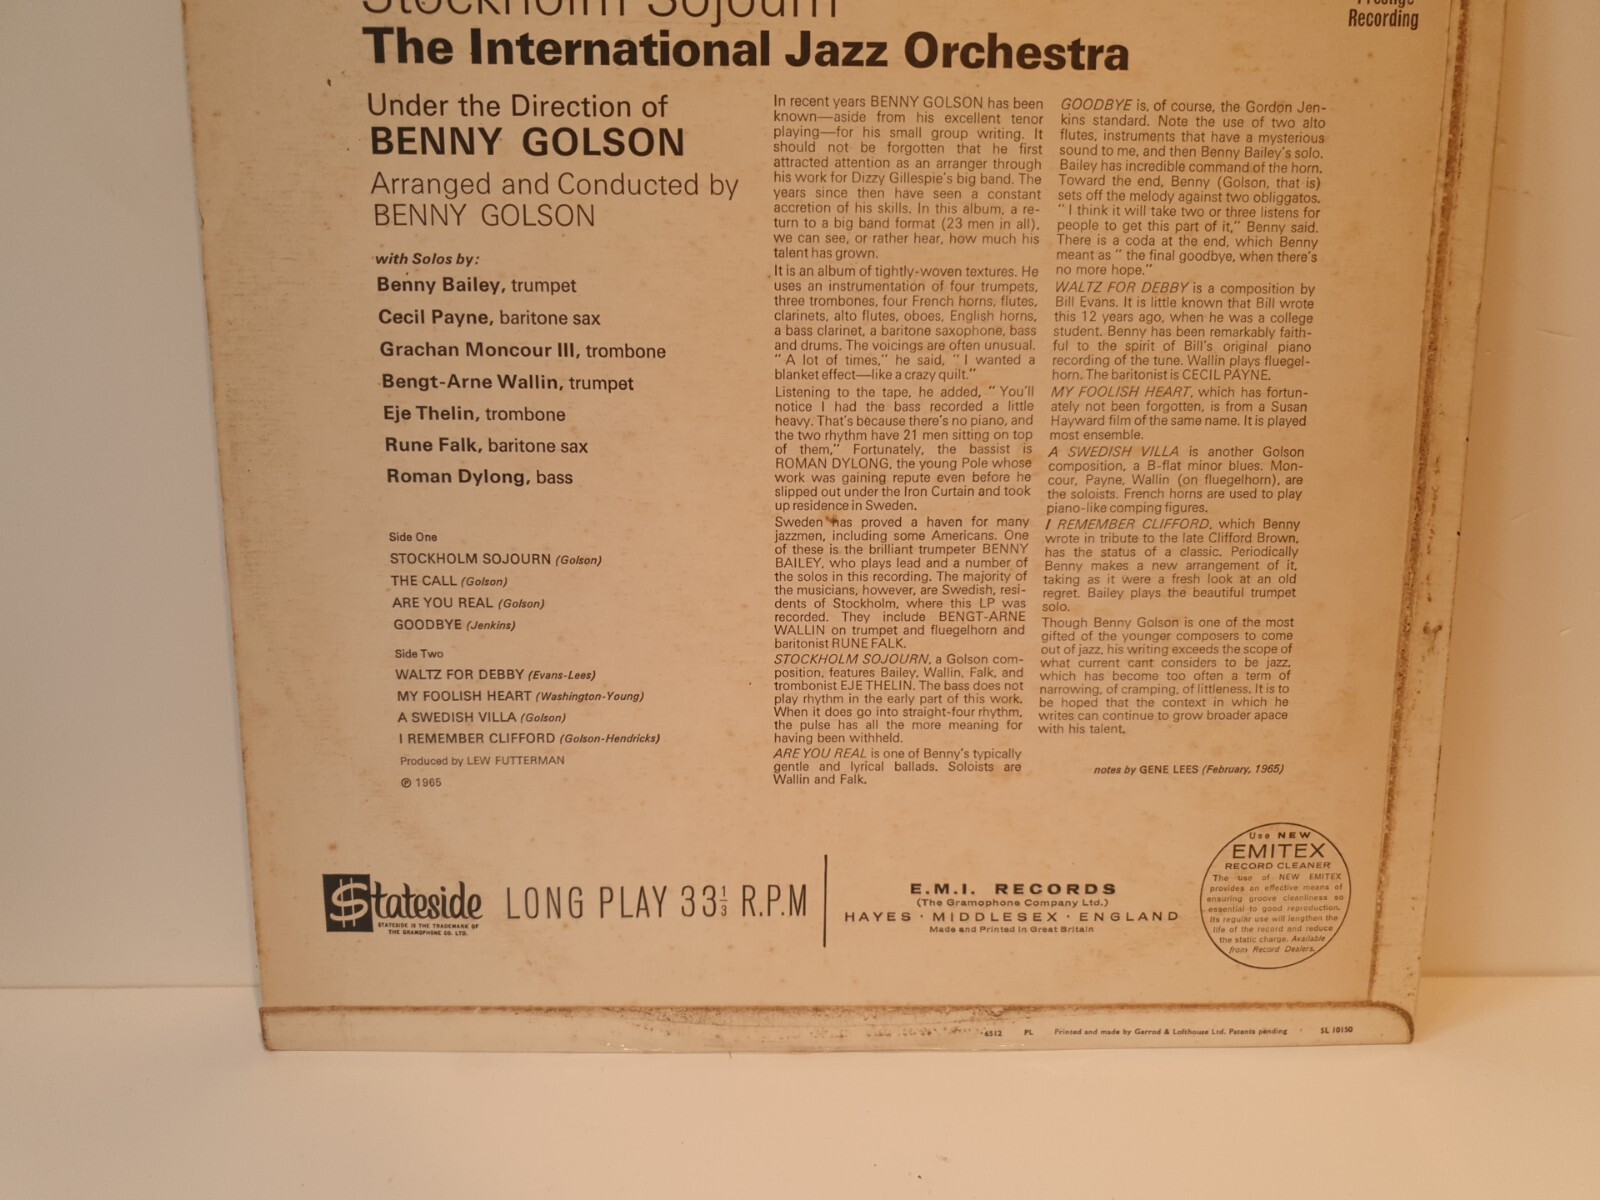 Stockholm Sojourn
Prestige
Recording
The International Jazz Orchestra
Under the Direction of
BENNY GOLSON
Arranged and Conducted by
BENNY GOLSON
with Solos by:
Benny Bailey, trumpet
Cecil Payne, baritone sax
Grachan Moncour III, trombone
Bengt-Arne Wallin, trumpet
Eje Thelin, trombone
Rune Falk, baritone sax
Roman Dylong, bass
Side One
STOCKHOLM SOJOURN (Golson)
THE CALL (Golson)
ARE YOU REAL (Golson)
GOODBYE (Jenkins)
Side Two
WALTZ FOR DEBBY (Evans-Lees)
MY FOOLISH HEART (Washington-Young)
A SWEDISH VILLA (Golson)
I REMEMBER CLIFFORD (Golson-Hendricks)
Produced by LEW FUTTERMAN
℗ 1965
In recent years BENNY GOLSON has been
known—aside from his excellent tenor
playing—for his small group writing. It
should not be forgotten that he first
attracted attention as an arranger through
his work for Dizzy Gillespie's big band. The
years since then have seen a constant
accretion of his skills. In this album, a re-
turn to a big band format (23 men in all),
we can see, or rather hear, how much his
talent has grown.
It is an album of tightly-woven textures. He
uses an instrumentation of four trumpets,
three trombones, four French horns, flutes,
clarinets, alto flutes, oboes, English horns,
a bass clarinet, a baritone saxophone, bass
and drums. The voicings are often unusual.
"A lot of times," he said, "I wanted a
blanket effect—like a crazy quilt."
Listening to the tape, he added, "You'll
notice I had the bass recorded a little
heavy. That's because there's no piano, and
the two rhythm have 21 men sitting on top
of them," Fortunately, the bassist is
ROMAN DYLONG, the young Pole whose
work was gaining repute even before he
slipped out under the Iron Curtain and took
up residence in Sweden.
Sweden has proved a haven for many
jazzmen, including some Americans. One
of these is the brilliant trumpeter BENNY
BAILEY, who plays lead and a number of
the solos in this recording. The majority of
the musicians, however, are Swedish, resi-
dents of Stockholm, where this LP was
recorded. They include BENGT-ARNE
WALLIN on trumpet and fluegelhorn and
baritonist RUNE FALK.
STOCKHOLM SOJOURN, a Golson com-
position, features Bailey, Wallin, Falk, and
trombonist EJE THELIN. The bass does not
play rhythm in the early part of this work.
When it does go into straight-four rhythm,
the pulse has all the more meaning for
having been withheld.
ARE YOU REAL is one of Benny's typically
gentle and lyrical ballads. Soloists are
Wallin and Falk.
GOODBYE is, of course, the Gordon Jen-
kins standard. Note the use of two alto
flutes, instruments that have a mysterious
sound to me, and then Benny Bailey's solo.
Bailey has incredible command of the horn.
Toward the end, Benny (Golson, that is)
sets off the melody against two obliggatos.
"I think it will take two or three listens for
people to get this part of it," Benny said.
There is a coda at the end, which Benny
meant as "the final goodbye, when there's
no more hope."
WALTZ FOR DEBBY is a composition by
Bill Evans. It is little known that Bill wrote
this 12 years ago, when he was a college
student. Benny has been remarkably faith-
ful to the spirit of Bill's original piano
recording of the tune. Wallin plays fluegel-
horn. The baritonist is CECIL PAYNE.
MY FOOLISH HEART, which has fortun-
ately not been forgotten, is from a Susan
Hayward film of the same name. It is played
most ensemble.
A SWEDISH VILLA is another Golson
composition, a B-flat minor blues. Mon-
cour, Payne, Wallin (on fluegelhorn), are
the soloists. French horns are used to play
piano-like comping figures.
I REMEMBER CLIFFORD, which Benny
wrote in tribute to the late Clifford Brown,
has the status of a classic. Periodically
Benny makes a new arrangement of it,
taking as it were a fresh look at an old
regret. Bailey plays the beautiful trumpet
solo.
Though Benny Golson is one of the most
gifted of the younger composers to come
out of jazz, his writing exceeds the scope of
what current cant considers to be jazz,
which has become too often a term of
narrowing, of cramping, of littleness. It is to
be hoped that the context in which he
writes can continue to grow broader apace
with his talent.
notes by GENE LEES (February, 1965)
Stateside
STATESIDE IS THE TRADEMARK OF
THE GRAMOPHONE CO. LTD.
LONG PLAY 33⅓ R.P.M
E.M.I. RECORDS
(The Gramophone Company Ltd.)
HAYES · MIDDLESEX · ENGLAND
Made and Printed in Great Britain
Use NEW
EMITEX
RECORD CLEANER
The use of NEW EMITEX
provides an effective means of
ensuring groove cleanliness so
essential to good reproduction.
Its regular use will lengthen the
life of the record and reduce
the static charge. Available
from Record Dealers.
6512 PL Printed and made by Garrod & Lofthouse Ltd. Patents pending SL 10150